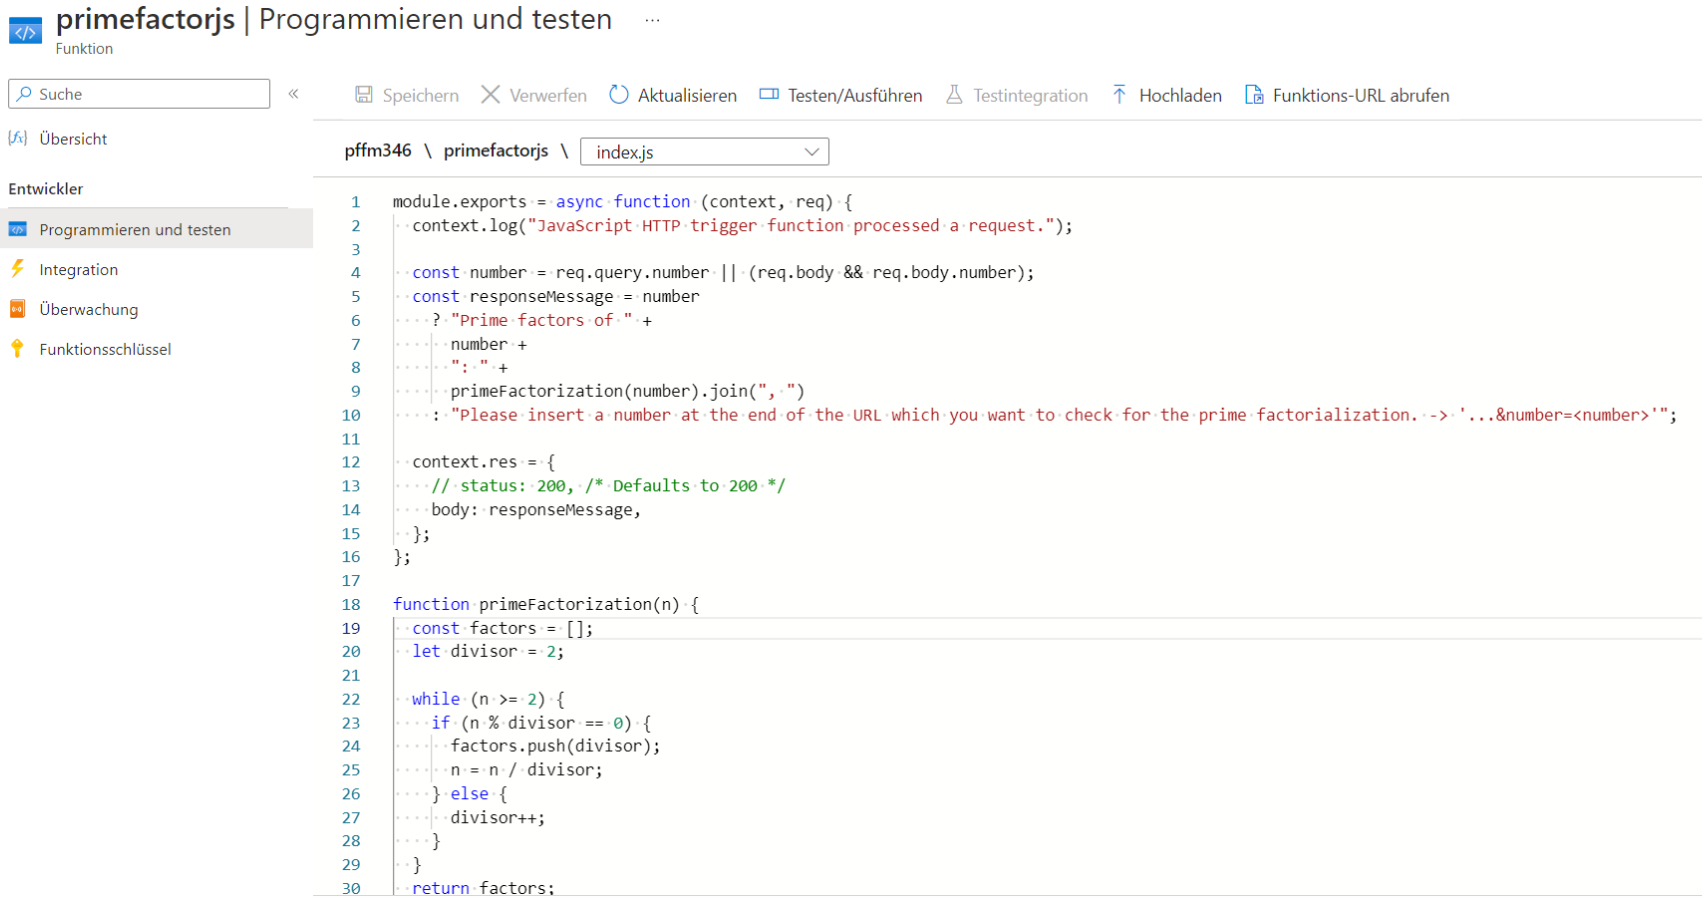 primefactorjs | Programmieren und testen ...
Funktion
Suche «
Speichern Verwerfen Aktualisieren Testen/Ausführen Testintegration Hochladen Funktions-URL abrufen
Übersicht
Entwickler
Programmieren und testen
Integration
Überwachung
Funktionsschlüssel
pffm346 \ primefactorjs \ index.js
1 module.exports = async function (context, req) {
2   context.log("JavaScript HTTP trigger function processed a request.");
3
4   const number = req.query.number || (req.body && req.body.number);
5   const responseMessage = number
6     ? "Prime factors of " +
7       number +
8       ": " +
9       primeFactorization(number).join(", ")
10     : "Please insert a number at the end of the URL which you want to check for the prime factorialization. -> '...&number=<number>'";
11
12   context.res = {
13     // status: 200, /* Defaults to 200 */
14     body: responseMessage,
15   };
16 };
17
18 function primeFactorization(n) {
19   const factors = [];
20   let divisor = 2;
21
22   while (n >= 2) {
23     if (n % divisor == 0) {
24       factors.push(divisor);
25       n = n / divisor;
26     } else {
27       divisor++;
28     }
29   }
30   return factors;